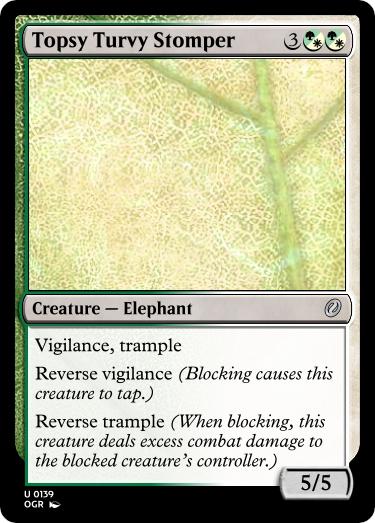 Topsy Turvy Stomper 3
Creature — Elephant
Vigilance, trample
Reverse vigilance (Blocking causes this
creature to tap.)
Reverse trample (When blocking, this
creature deals excess combat damage to
the blocked creature's controller.)
5/5
U 0139
OGR